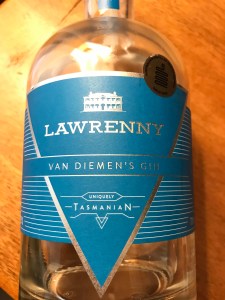 LAWRENNY
VAN DIEMEN'S GIN
UNIQUELY
TASMANIAN